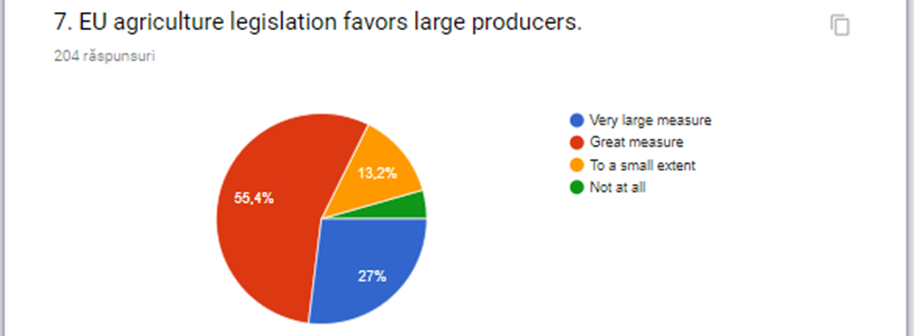 7. EU agriculture legislation favors large producers.
204 răspunsuri
Very large measure
Great measure
To a small extent
Not at all
13,2%
55,4%
27%